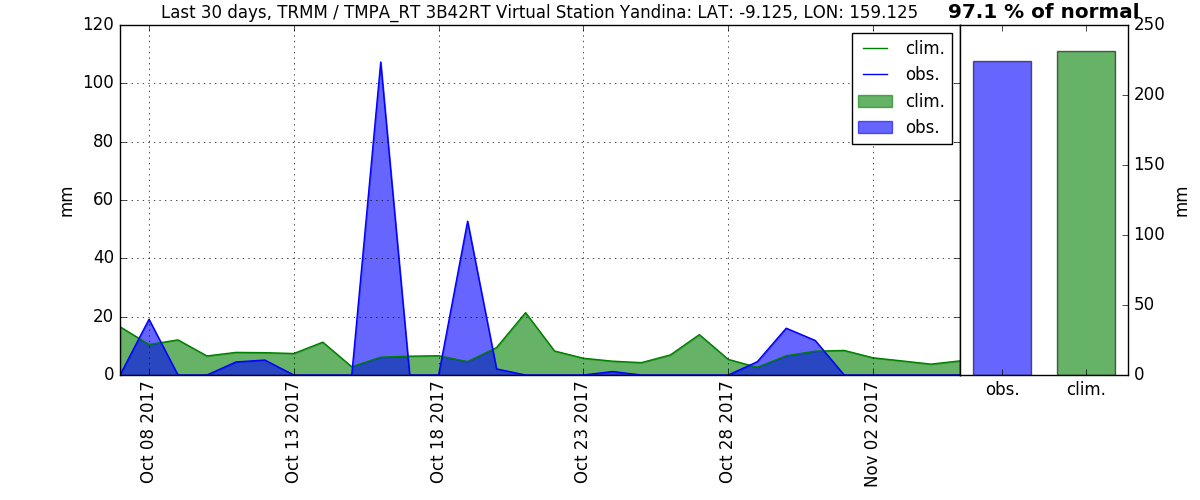 Last 30 days, TRMM / TMPA_RT 3B42RT Virtual Station Yandina: LAT: -9.125, LON: 159.125
97.1 % of normal
120
100
80
60
40
20
0
mm
clim.
obs.
clim.
obs.
Oct 08 2017
Oct 13 2017
Oct 18 2017
Oct 23 2017
Oct 28 2017
Nov 02 2017
250
200
150
100
50
0
mm
obs.
clim.